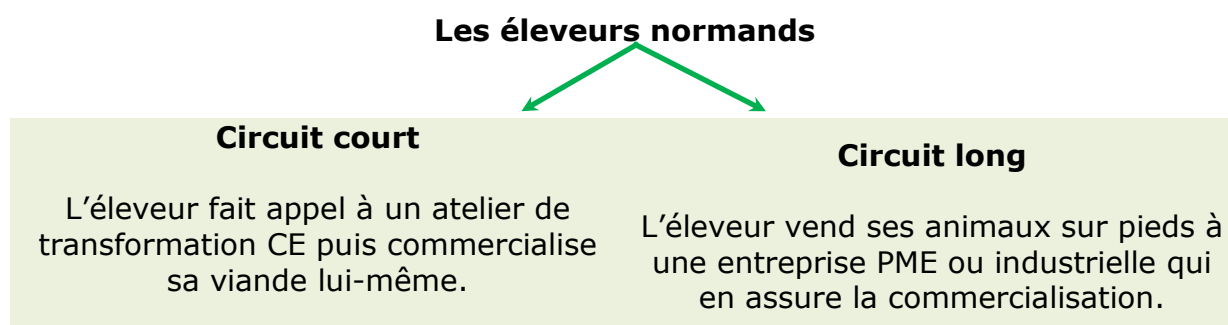 Les éleveurs normands
Circuit court
L’éleveur fait appel à un atelier de
transformation CE puis commercialise
sa viande lui-même.
Circuit long
L’éleveur vend ses animaux sur pieds à
une entreprise PME ou industrielle qui
en assure la commercialisation.